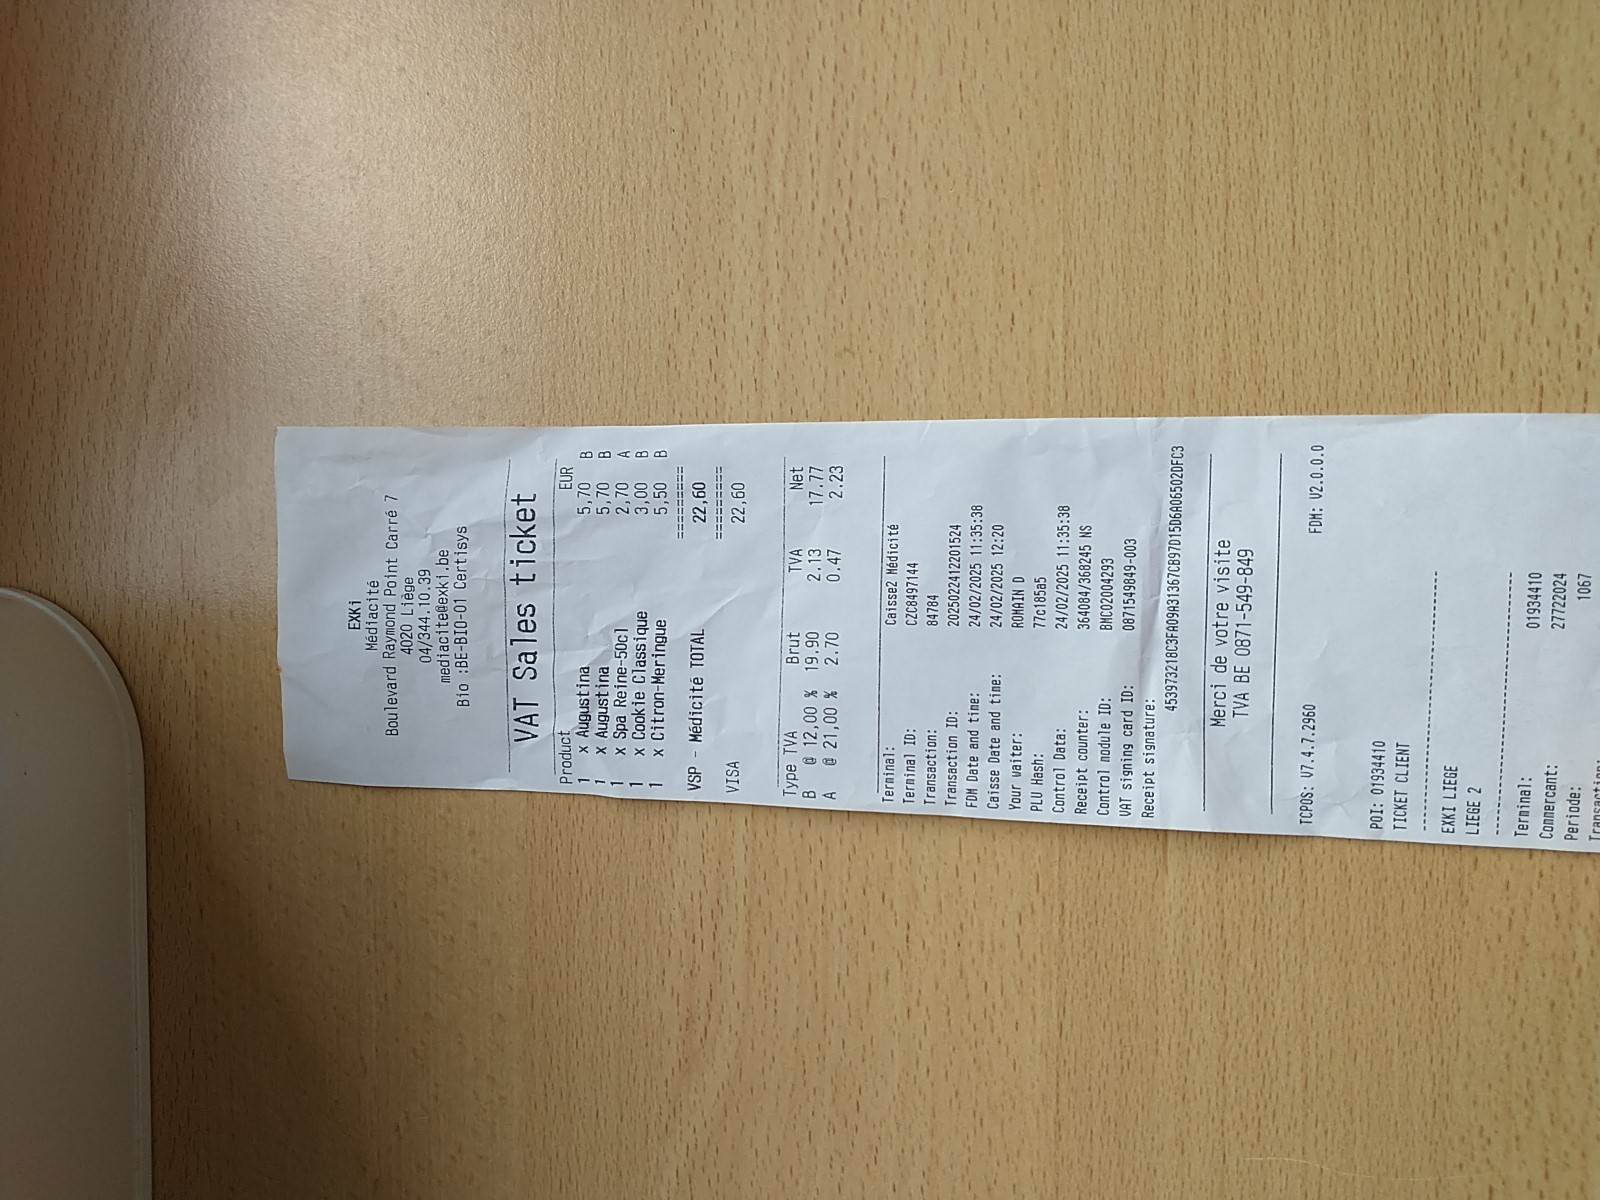 EXKi
Médiacité
Boulevard Raymond Point Carré 7
4020 Liège
04/344.10.39
mediacite@exki.be
Bio :BE-BIO-01 Certisys
VAT Sales ticket
Product EUR
1 x Augustina 5,70 B
1 x Augustina 5,70 B
1 x Spa Reine-50cl 2,70 A
1 x Cookie Classique 3,00 B
1 x Citron-Meringue 5,50 B
=========
VSP - Médicité TOTAL 22,60
=========
VISA 22,60
Type TVA Brut TVA Net
B @ 12,00 % 19.90 2.13 17.77
A @ 21,00 % 2.70 0.47 2.23
Terminal: Caisse2 Médicité
Terminal ID: CZC8497144
Transaction: 84784
Transaction ID: 20250224122015​24
FDM Date and time: 24/02/2025 11:35:38
Caisse Date and time: 24/02/2025 12:20
Your waiter: ROMAIN D
PLU Hash: 77c185a5
Control Data: 24/02/2025 11:35:38
Receipt counter: 364084/368245 NS
Control module ID: BMC02004293
VAT signing card ID: 0871549849-003
Receipt signature:
45397321BC3FA09A31367CB97D15D6A06502DFC3
Merci de votre visite
TVA BE 0871-549-849
TCPOS: V7.4.7.2960 FDM: V2.0.0.0
POI: 01934410
TICKET CLIENT
--------------------------------
EXKI LIEGE
LIEGE 2
--------------------------------
Terminal: 01934410
Commercant: 27722024
Periode: 1067